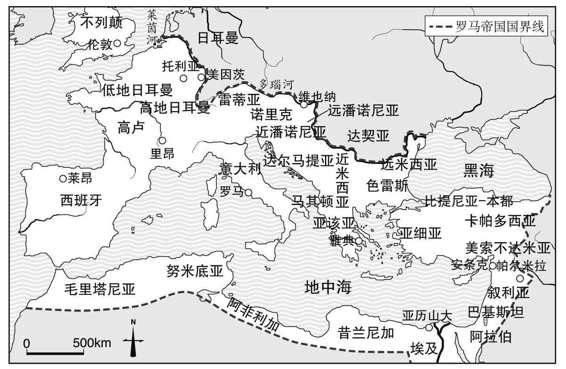 莱茵河
罗马帝国国界线
不列颠
伦敦
日耳曼
托利亚
美因茨
多瑙河
低地日耳曼
高地日耳曼
雷蒂亚
维也纳
诺里克
远潘诺尼亚
高卢
近潘诺尼亚
达契亚
里昂
达尔马提亚
近米西亚
远米西亚
黑海
莱昂
意大利
色雷斯
西班牙
罗马
马其顿
比提尼亚-本都
亚该亚
卡帕多西亚
雅典
亚细亚
美索不达米亚
安条克
帕尔米拉
努米底亚
毛里塔尼亚
地中海
叙利亚
阿非利加
亚历山大
巴基斯坦
昔兰尼加
埃及
阿拉伯
N
0 500km